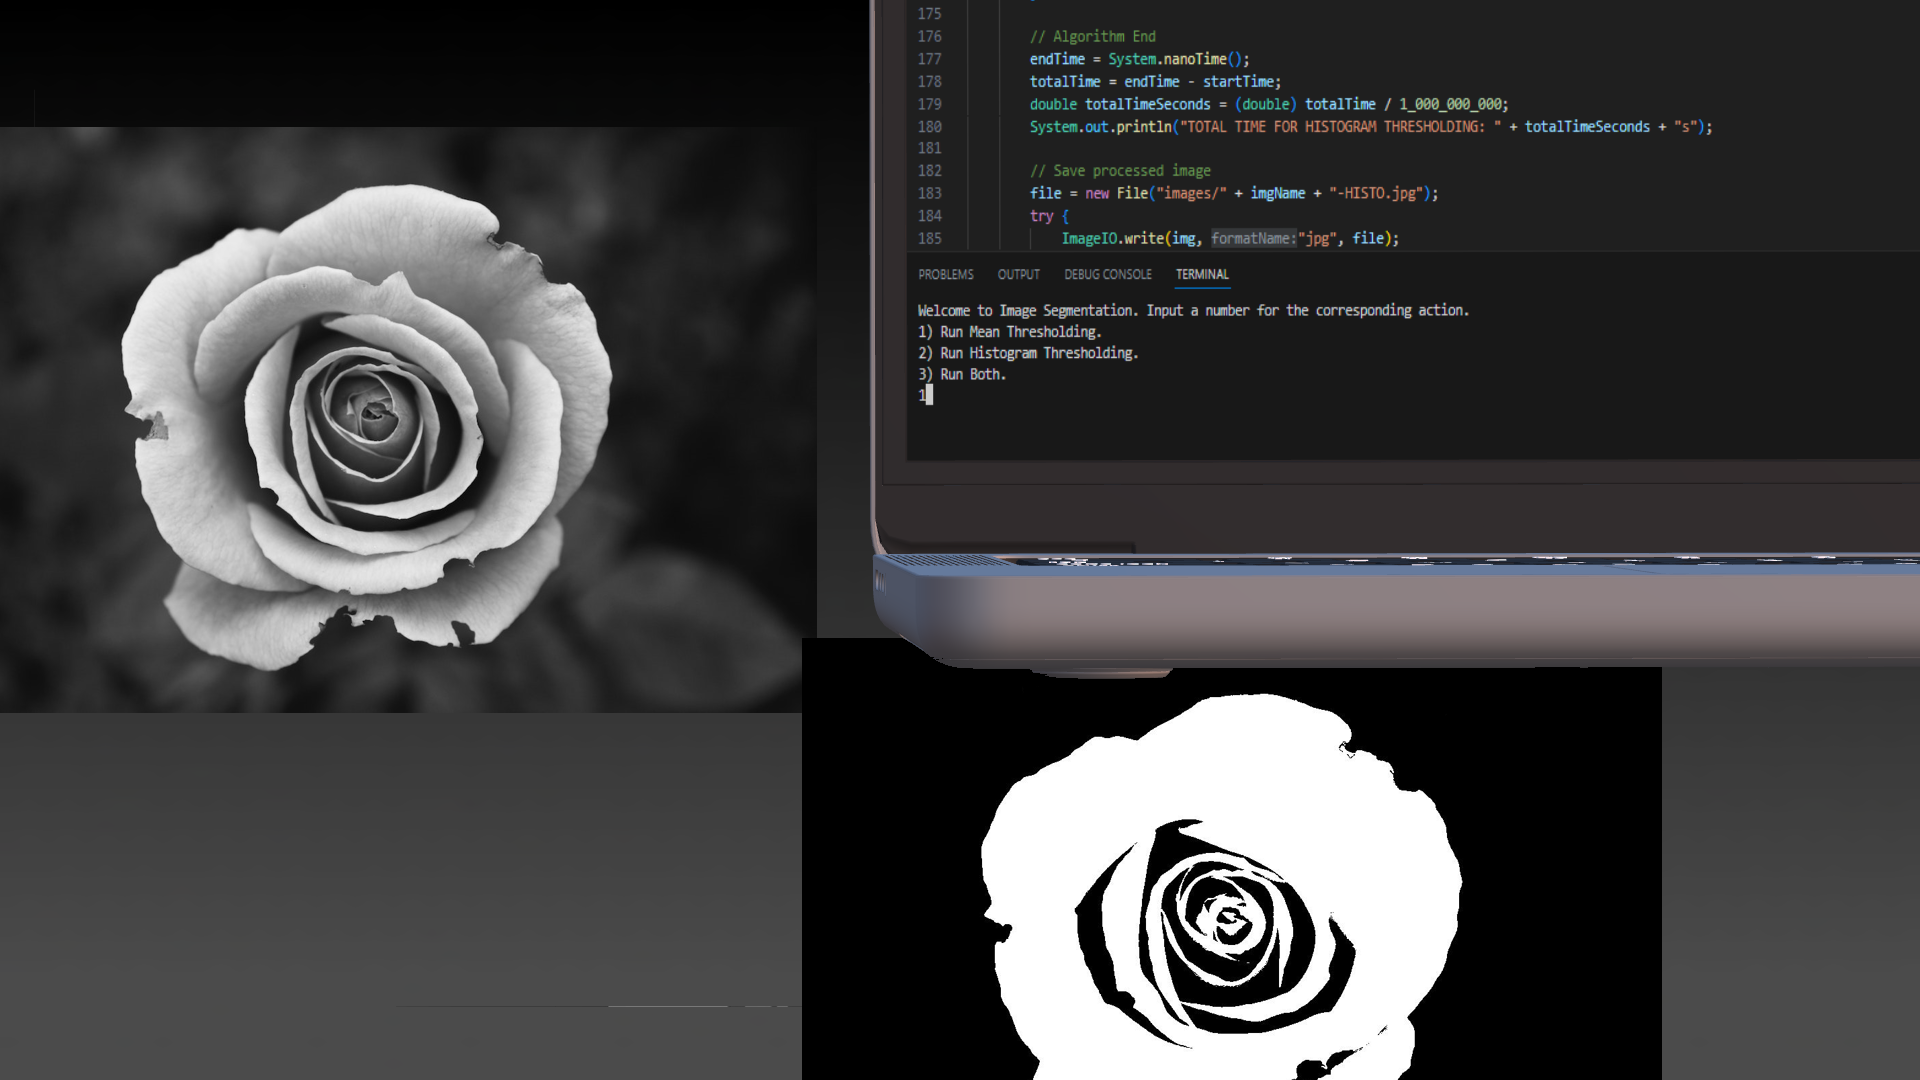 175
176 // Algorithm End
177 endTime = System.nanoTime();
178 totalTime = endTime - startTime;
179 double totalTimeSeconds = (double) totalTime / 1_000_000_000;
180 System.out.println("TOTAL TIME FOR HISTOGRAM THRESHOLDING: " + totalTimeSeconds + "s");
181
182 // Save processed image
183 file = new File("images/" + imgName + "-HISTO.jpg");
184 try {
185 ImageIO.write(img, formatName:"jpg", file);
PROBLEMS OUTPUT DEBUG CONSOLE TERMINAL
Welcome to Image Segmentation. Input a number for the corresponding action.
1) Run Mean Thresholding.
2) Run Histogram Thresholding.
3) Run Both.
1